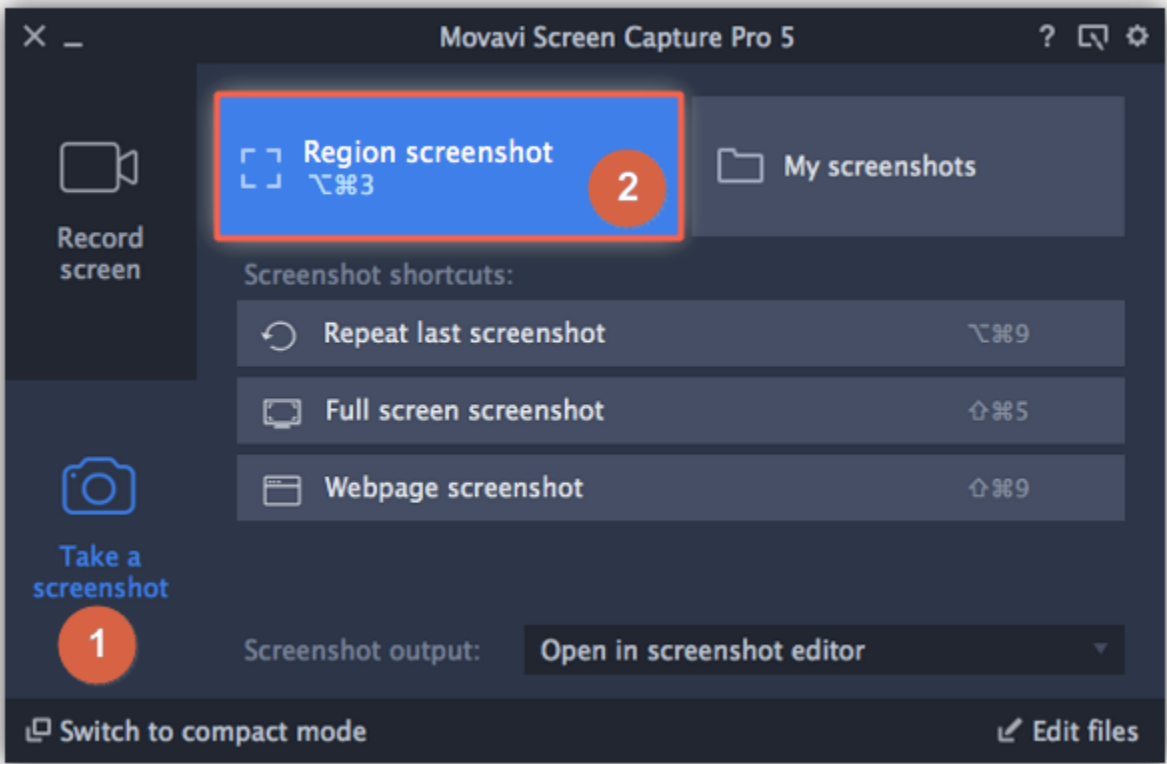 Movavi Screen Capture Pro 5
?
Record
screen
Region screenshot
⌥⌘3
2
My screenshots
Screenshot shortcuts:
Repeat last screenshot ⌥⌘9
Full screen screenshot ⇧⌘5
Webpage screenshot ⇧⌘9
Take a
screenshot
1
Screenshot output: Open in screenshot editor
Switch to compact mode
Edit files